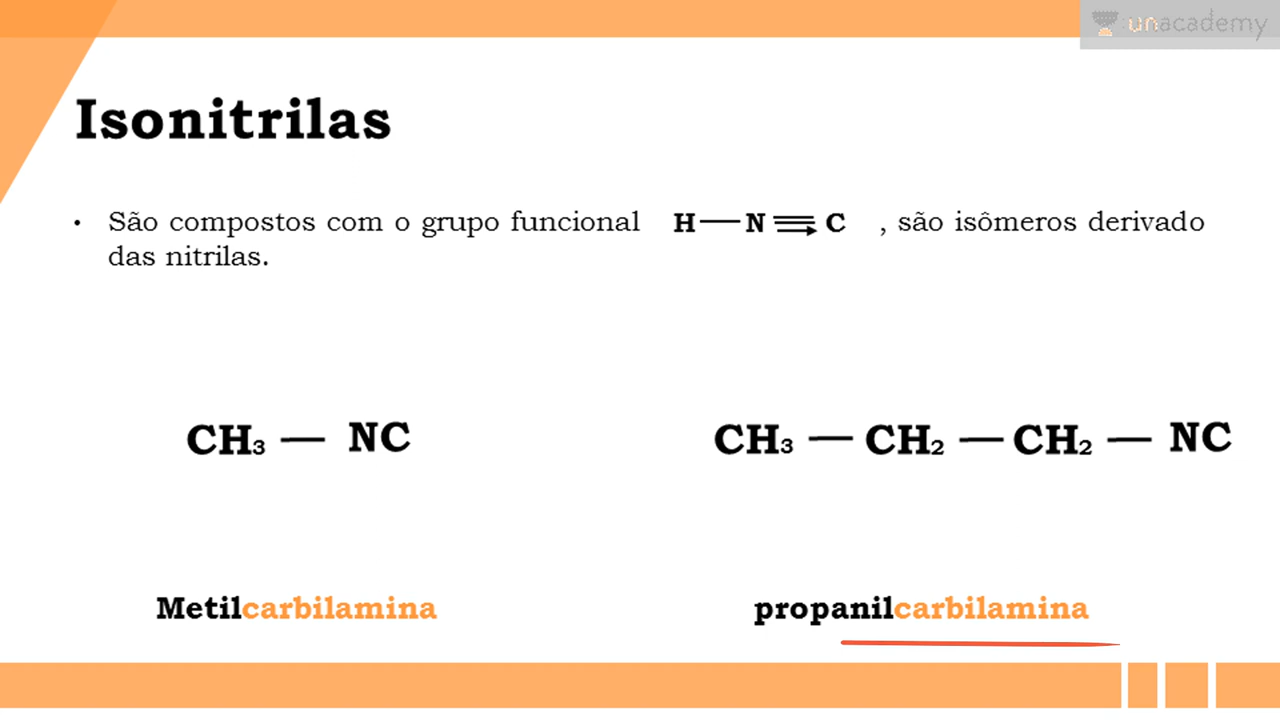 unacademy
Isonitrilas
• São compostos com o grupo funcional H—N≡C , são isômeros derivado
das nitrilas.
CH₃ — NC
CH₃ — CH₂ — CH₂ — NC
Metilcarbilamina
propanilcarbilamina